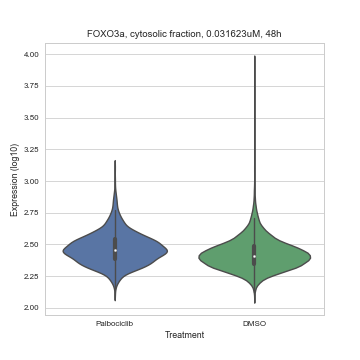 FOXO3a, cytosolic fraction, 0.031623uM, 48h
4.00
3.75
3.50
3.25
3.00
2.75
2.50
2.25
2.00
Expression (log10)
Palbociclib
DMSO
Treatment